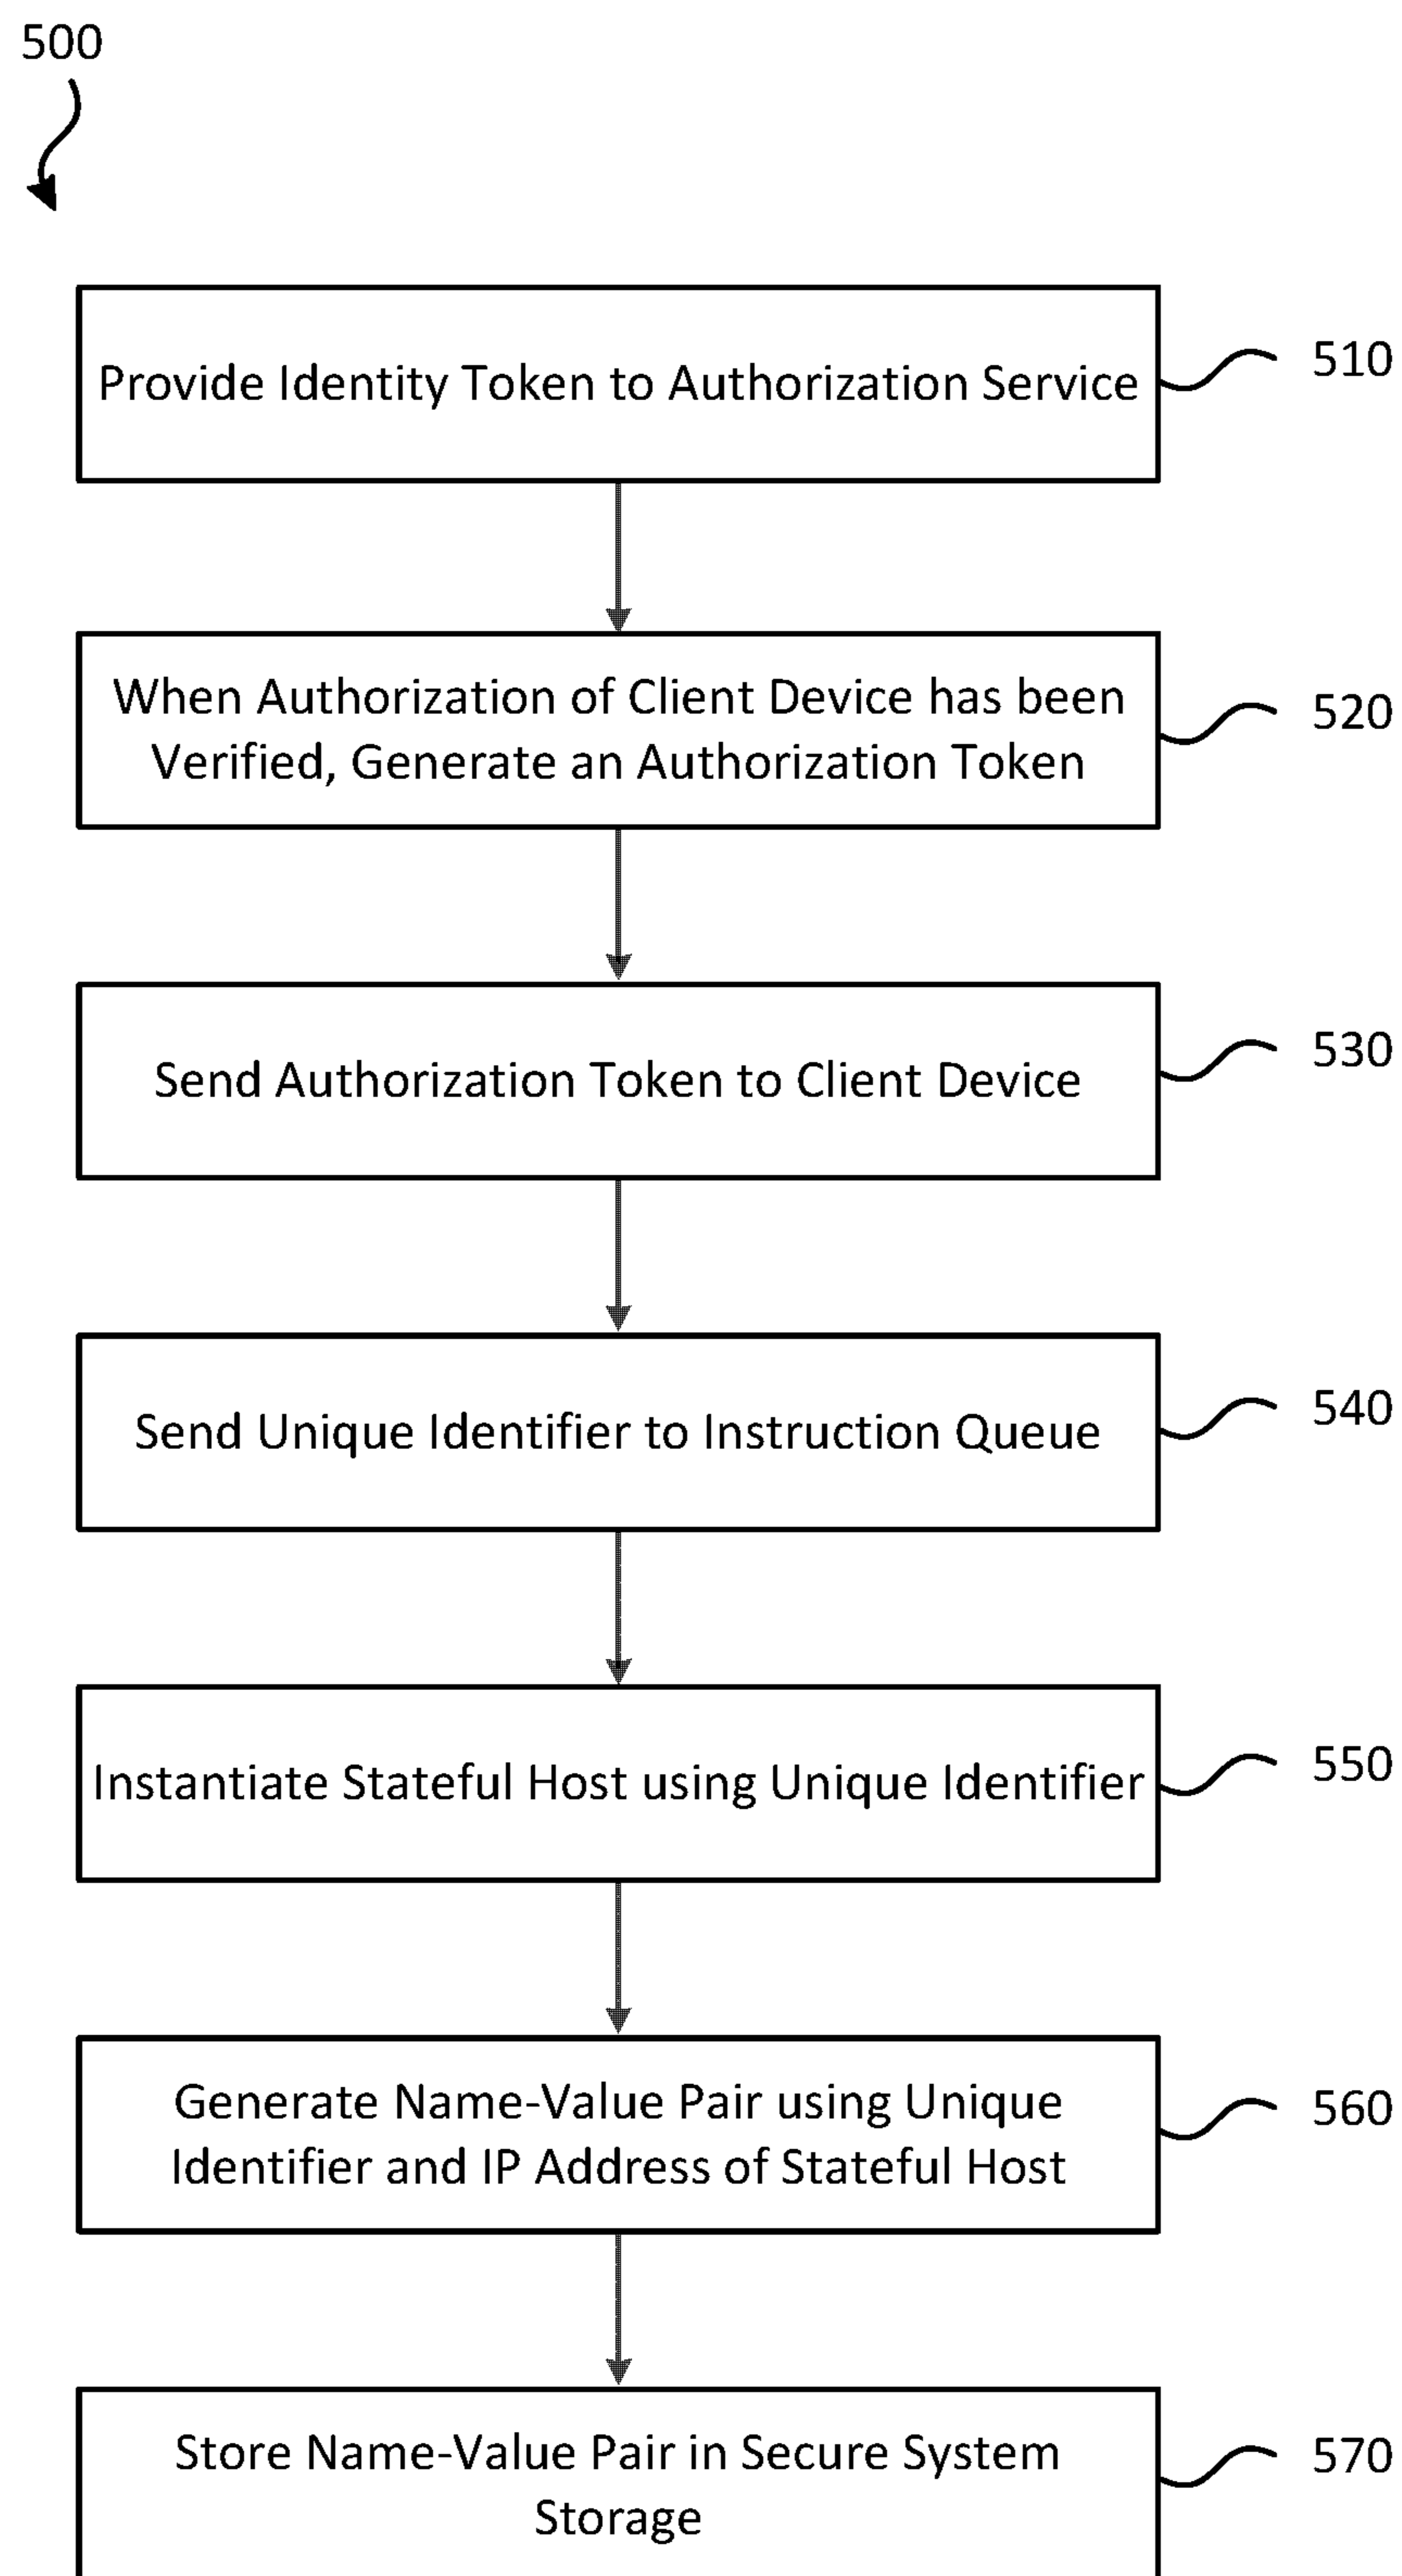 500
Provide Identity Token to Authorization Service
510
When Authorization of Client Device has been
Verified, Generate an Authorization Token
520
Send Authorization Token to Client Device
530
Send Unique Identifier to Instruction Queue
540
Instantiate Stateful Host using Unique Identifier
550
Generate Name-Value Pair using Unique
Identifier and IP Address of Stateful Host
560
Store Name-Value Pair in Secure System
Storage
570